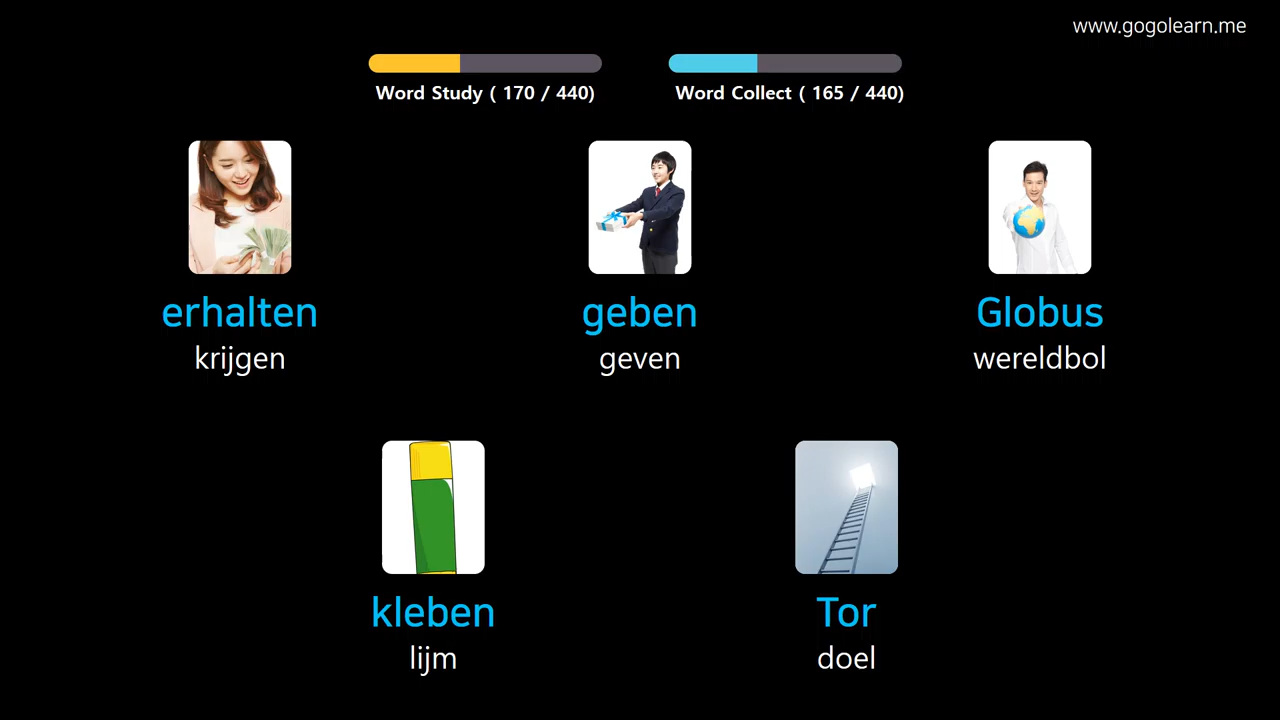 www.gogolearn.me
Word Study ( 170 / 440)
Word Collect ( 165 / 440)
erhalten
krijgen
geben
geven
Globus
wereldbol
kleben
lijm
Tor
doel